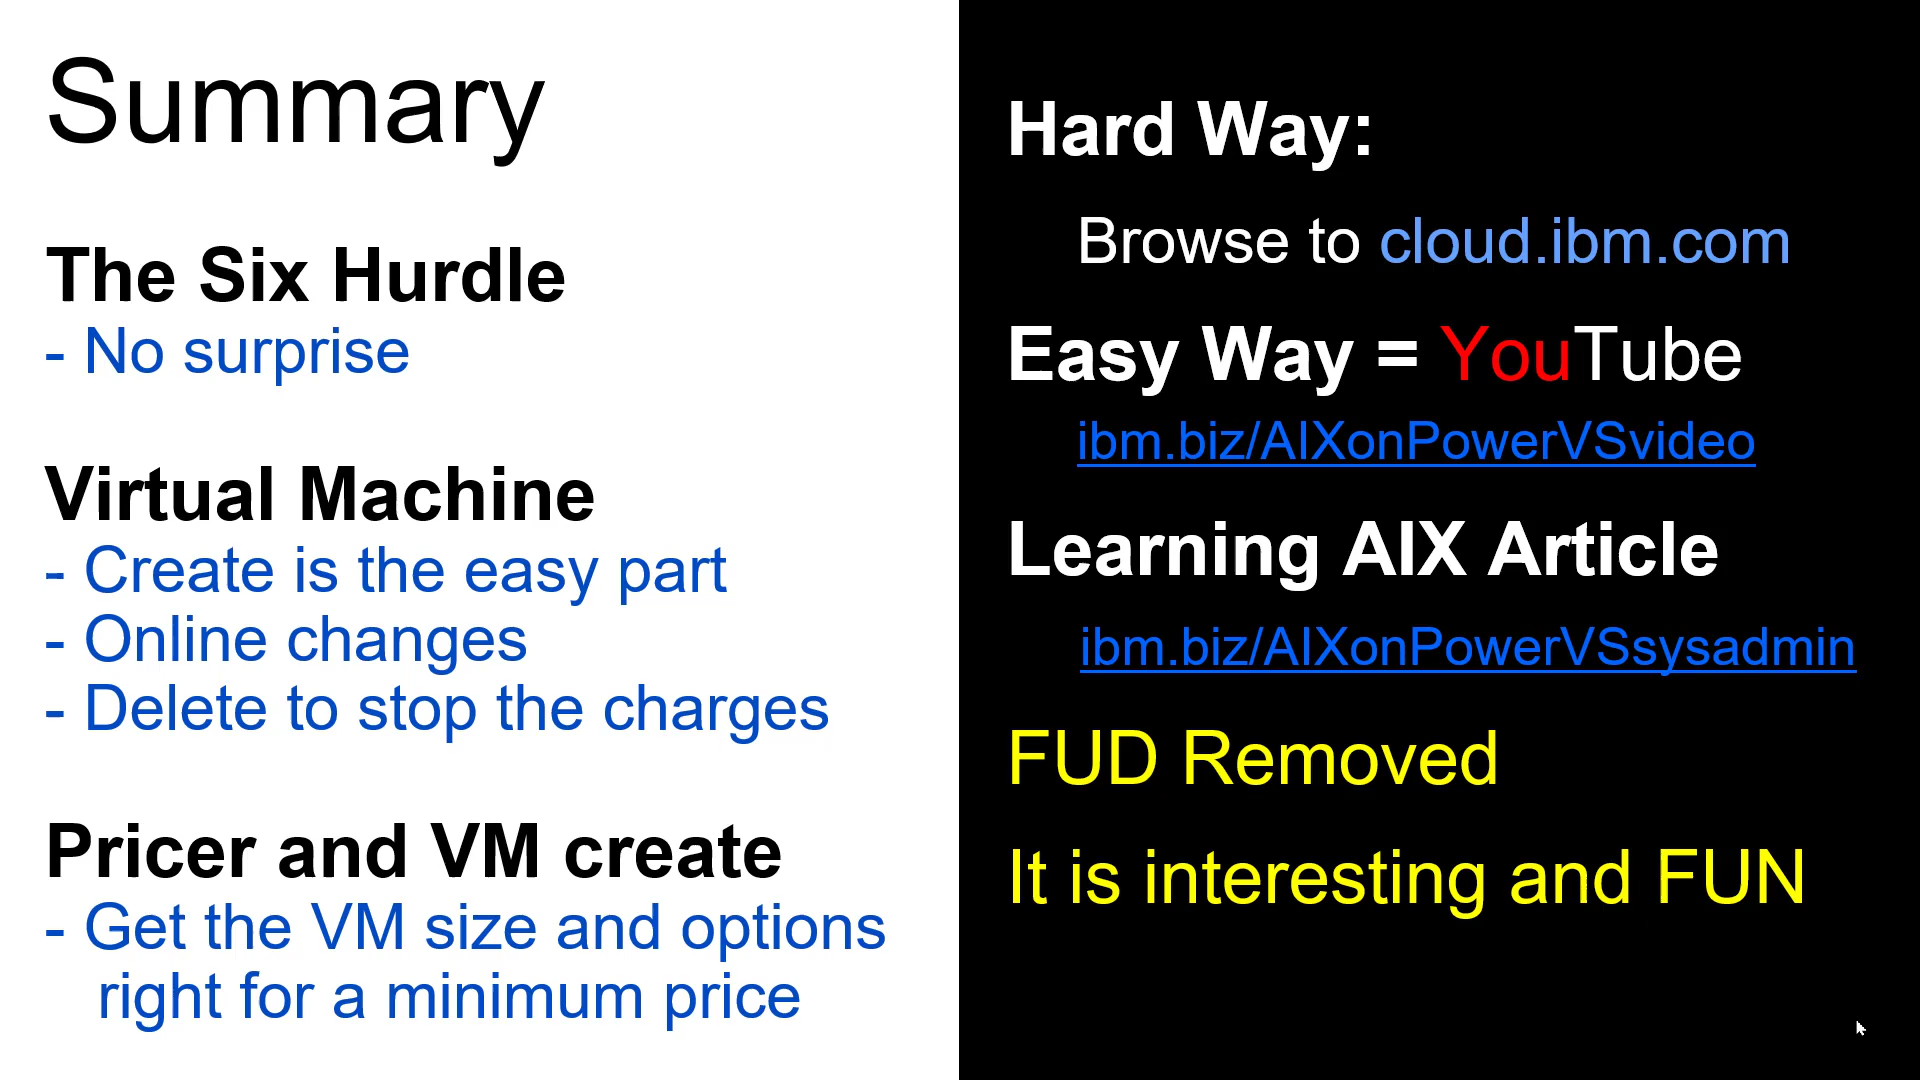 Summary
The Six Hurdle
- No surprise
Virtual Machine
- Create is the easy part
- Online changes
- Delete to stop the charges
Pricer and VM create
- Get the VM size and options
right for a minimum price
Hard Way:
Browse to cloud.ibm.com
Easy Way = YouTube
ibm.biz/AIXonPowerVSvideo
Learning AIX Article
ibm.biz/AIXonPowerVSsysadmin
FUD Removed
It is interesting and FUN